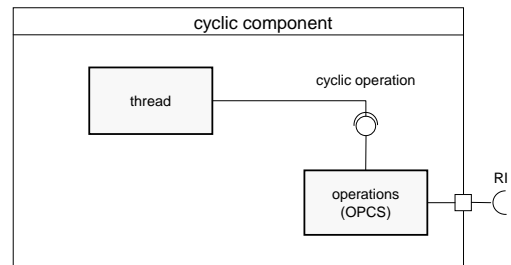 cyclic component
cyclic operation
thread
operations
(OPCS)
RI